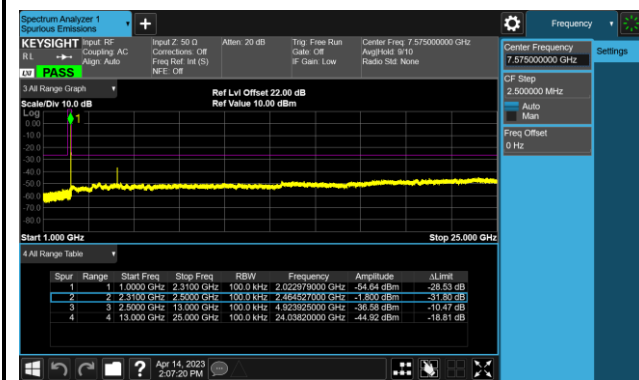 Spectrum Analyzer 1
Spurious Emissions
Frequency
KEYSIGHT Input: RF Input Z: 50 Ω Atten: 20 dB Trig: Free Run Center Freq: 7.575000000 GHz
RL Coupling: AC Corrections: Off Gate: Off Avg|Hold: 9/10
Align: Auto Freq Ref: Int (S) IF Gain: Low Radio Std: None
PASS NFE: Off
Center Frequency
7.575000000 GHz
Settings
CF Step
2.500000 MHz
Auto
Man
Freq Offset
0 Hz
3 All Range Graph
Ref Lvl Offset 22.00 dB
Scale/Div 10.0 dB Ref Value 10.00 dBm
Log
0.00
-10.0
-20.0
-30.0
-40.0
-50.0
-60.0
-70.0
-80.0
1
Start 1.000 GHz Stop 25.000 GHz
4 All Range Table
Spur Range Start Freq Stop Freq RBW Frequency Amplitude ΔLimit
1 1 1.0000 GHz 2.3100 GHz 100.0 kHz 2.022979000 GHz -54.64 dBm -28.53 dB
2 2 2.3100 GHz 2.5000 GHz 100.0 kHz 2.464527000 GHz -1.800 dBm -31.80 dB
3 3 2.5000 GHz 13.000 GHz 100.0 kHz 4.923925000 GHz -36.58 dBm -10.47 dB
4 4 13.000 GHz 25.000 GHz 100.0 kHz 24.03820000 GHz -44.92 dBm -18.81 dB
Apr 14, 2023
2:07:20 PM